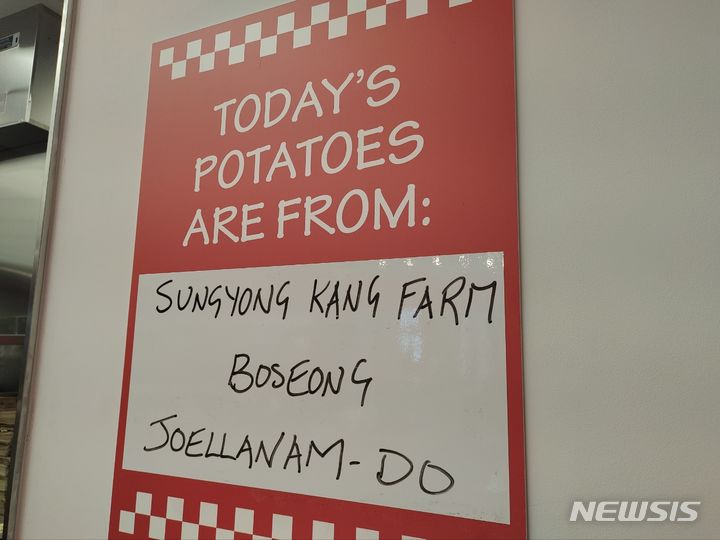 TODAY'S
POTATOES
ARE FROM:
SUNGYONG KANG FARM
BOSEONG
JOELLANAM-DO
NEWSIS